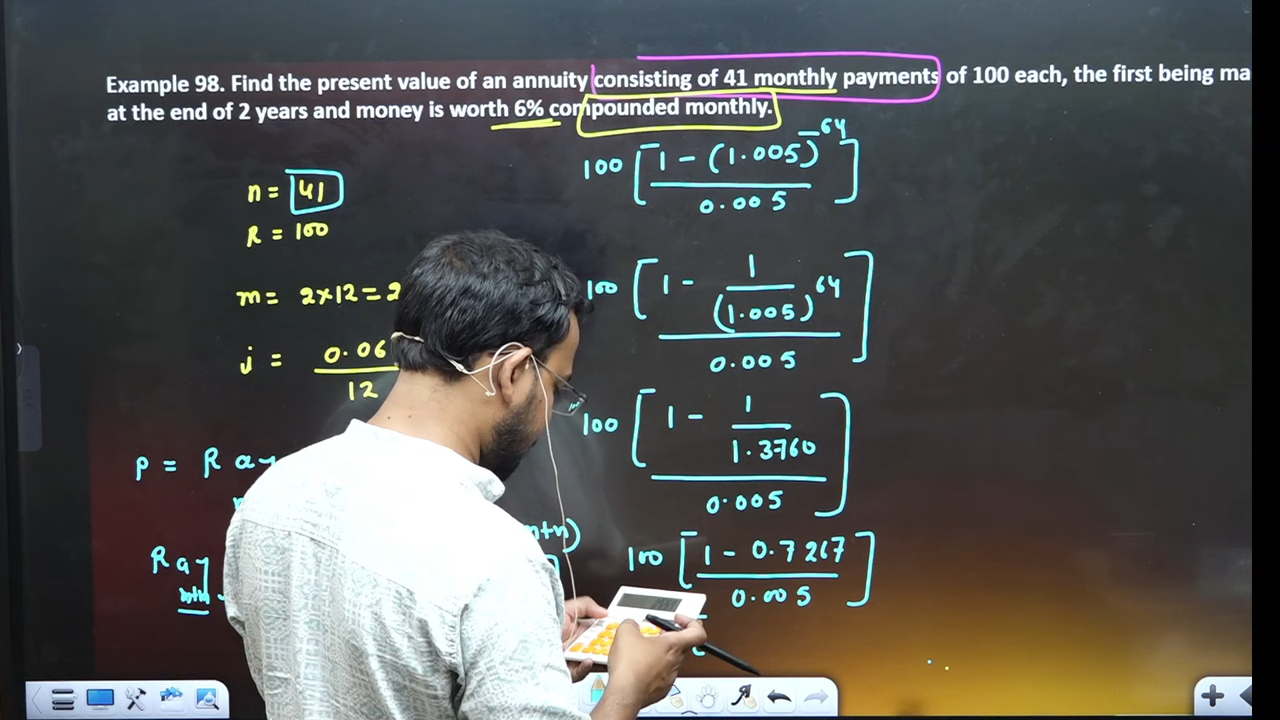 Example 98. Find the present value of an annuity consisting of 41 monthly payments of 100 each, the first being ma
at the end of 2 years and money is worth 6% compounded monthly.
n = 41
R = 100
m = 2×12 = 2
j = 0.06
12
P = R a
R a
m+n)
100 [ 1 - (1.005)^-64
0.005 ]
100 [ 1 - 1
(1.005)^64
0.005 ]
100 [ 1 - 1
1.3760
0.005 ]
100 [ 1 - 0.7267
0.005 ]